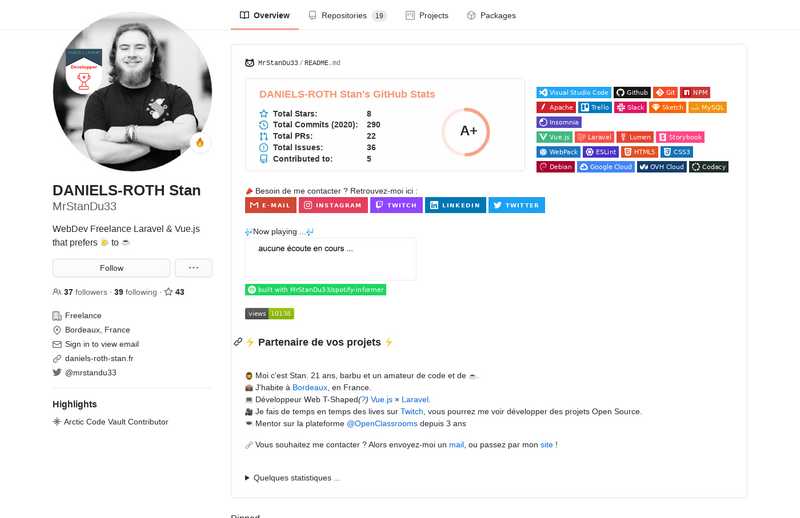 Overview
Repositories 19
Projects
Packages
Développeur
DANIELS-ROTH Stan
MrStanDu33
WebDev Freelance Laravel & Vue.js
that prefers 🍺 to ☕
Follow
...
37 followers · 39 following · 43
Freelance
Bordeaux, France
Sign in to view email
daniels-roth-stan.fr
@mrstandu33
Highlights
Arctic Code Vault Contributor
MrStanDu33 / README.md
DANIELS-ROTH Stan's GitHub Stats
Total Stars: 8
Total Commits (2020): 290
Total PRs: 22
Total Issues: 36
Contributed to: 5
A+
Visual Studio Code Github Git NPM
Apache Trello Slack Sketch MySQL
Insomnia
Vue.js Laravel Lumen Storybook
WebPack ESLint HTML5 CSS3
Debian Google Cloud OVH Cloud Codacy
Besoin de me contacter ? Retrouvez-moi ici :
E-MAIL INSTAGRAM TWITCH LINKEDIN TWITTER
🎶Now playing ...🎶
aucune écoute en cours ...
built with MrStanDu33/spotify-informer
views 10138
⚡ Partenaire de vos projets ⚡
Moi c'est Stan, 21 ans, barbu et un amateur de code et de ☕.
J'habite à Bordeaux, en France.
Développeur Web T-Shaped(?) Vue.js × Laravel.
Je fais de temps en temps des lives sur Twitch, vous pourrez me voir développer des projets Open Source.
Mentor sur la plateforme @OpenClassrooms depuis 3 ans
Vous souhaitez me contacter ? Alors envoyez-moi un mail, ou passez par mon site !
Quelques statistiques ...
Pinned